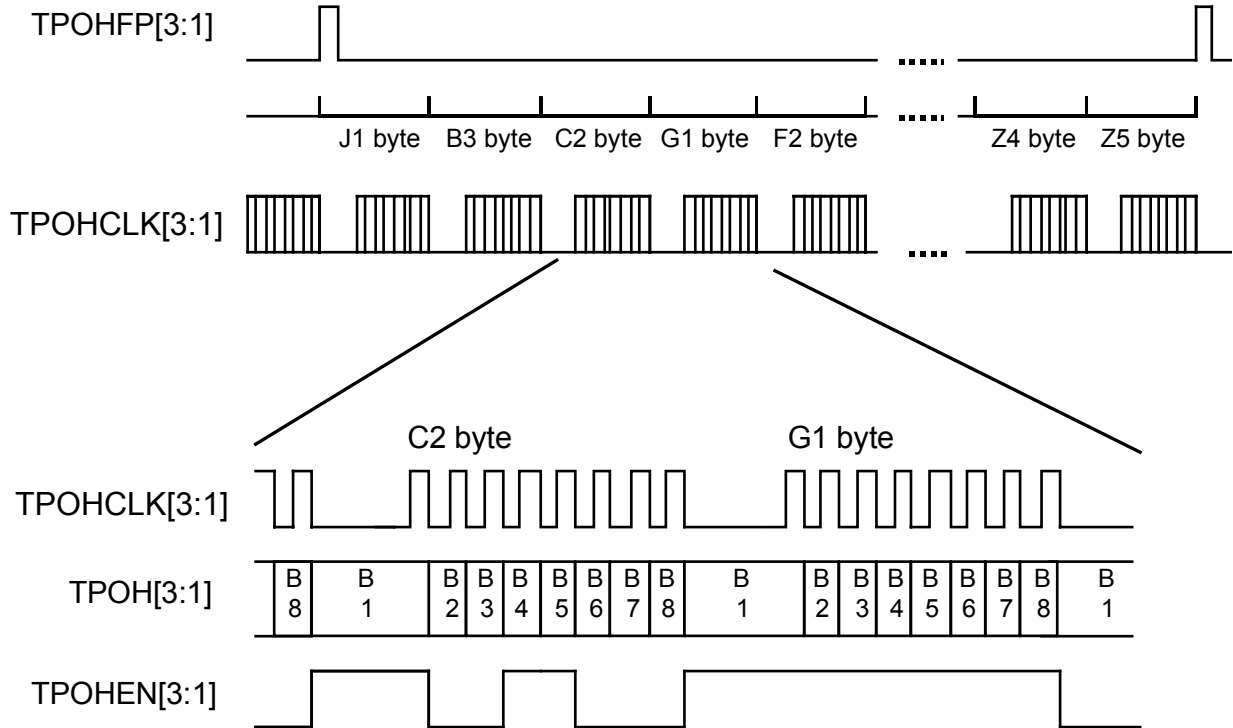 TPOHFP[3:1]
J1 byte B3 byte C2 byte G1 byte F2 byte Z4 byte Z5 byte
TPOHCLK[3:1]
C2 byte G1 byte
TPOHCLK[3:1]
TPOH[3:1]
B B B B B B B B B B B B B B B B B B
8 1 2 3 4 5 6 7 8 1 2 3 4 5 6 7 8 1
TPOHEN[3:1]